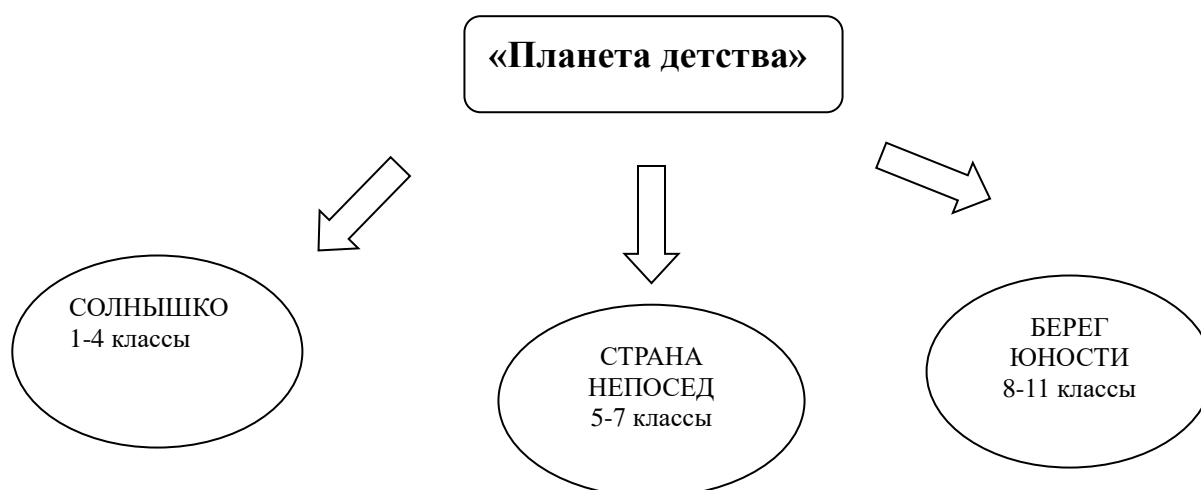 «Планета детства»
СОЛНЫШКО
1-4 классы
СТРАНА
НЕПОСЕД
5-7 классы
БЕРЕГ
ЮНОСТИ
8-11 классы